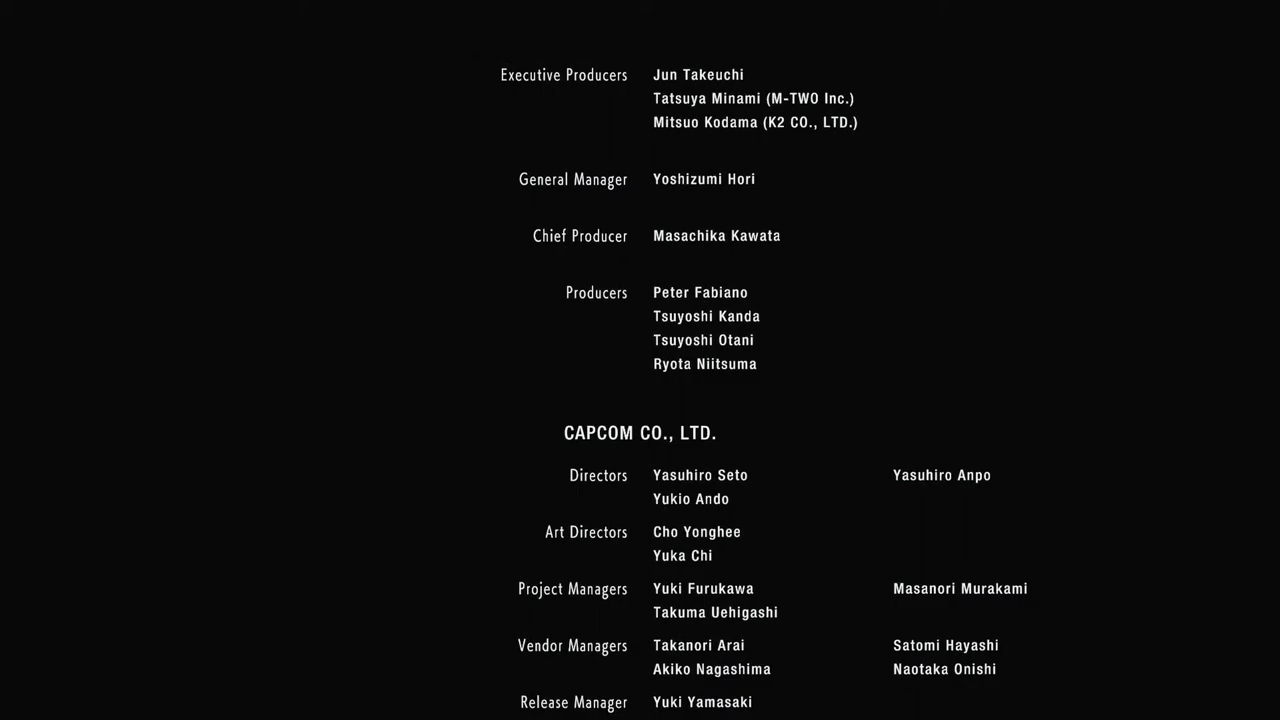 Executive Producers Jun Takeuchi
Tatsuya Minami (M-TWO Inc.)
Mitsuo Kodama (K2 CO., LTD.)
General Manager Yoshizumi Hori
Chief Producer Masachika Kawata
Producers Peter Fabiano
Tsuyoshi Kanda
Tsuyoshi Otani
Ryota Niitsuma
CAPCOM CO., LTD.
Directors Yasuhiro Seto Yasuhiro Anpo
Yukio Ando
Art Directors Cho Yonghee
Yuka Chi
Project Managers Yuki Furukawa Masanori Murakami
Takuma Uehigashi
Vendor Managers Takanori Arai Satomi Hayashi
Akiko Nagashima Naotaka Onishi
Release Manager Yuki Yamasaki